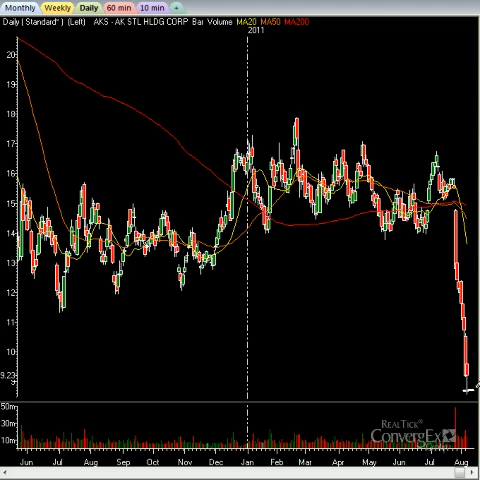 Monthly Weekly Daily 60 min 10 min +
Daily ( Standard* ) (Left) AKS - AK STL HLDG CORP Bar Volume MA20 MA50 MA200
2011
20
19
18
17
16
15
14
13
12
11
10
9.23
9
50m
30m
10m
REALTICK®
ConvergEx
Jun Jul Aug Sep Oct Nov Dec Jan Feb Mar Apr May Jun Jul Aug